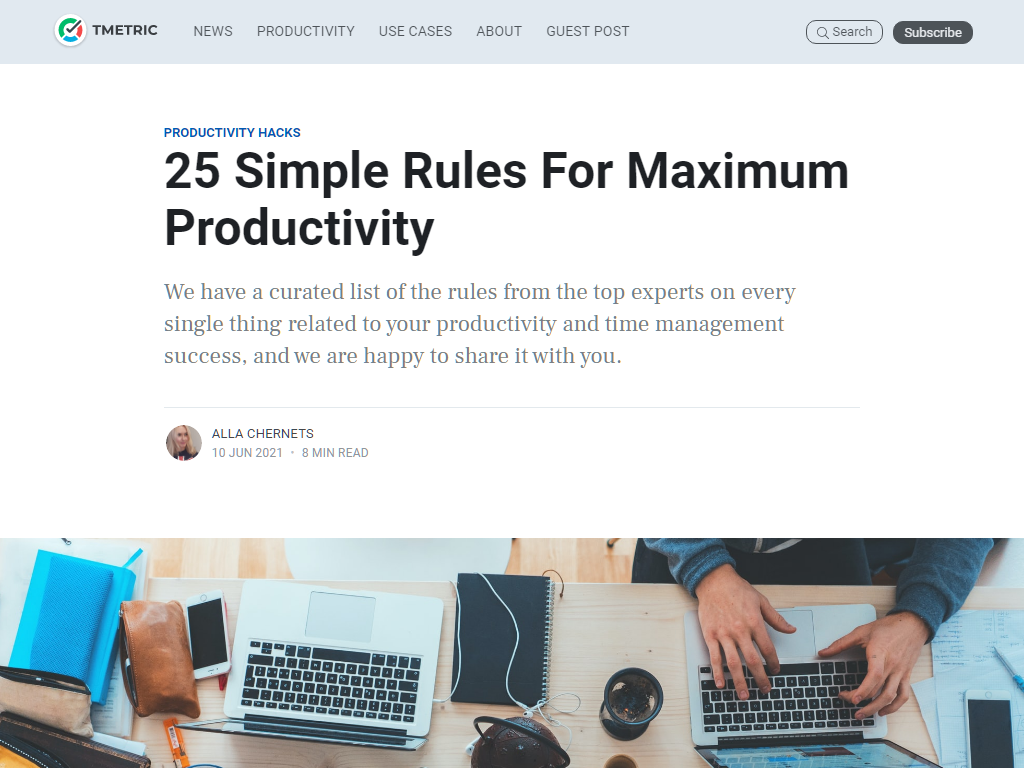 TMETRIC NEWS PRODUCTIVITY USE CASES ABOUT GUEST POST Search Subscribe
PRODUCTIVITY HACKS
25 Simple Rules For Maximum
Productivity
We have a curated list of the rules from the top experts on every
single thing related to your productivity and time management
success, and we are happy to share it with you.
ALLA CHERNETS
10 JUN 2021 • 8 MIN READ